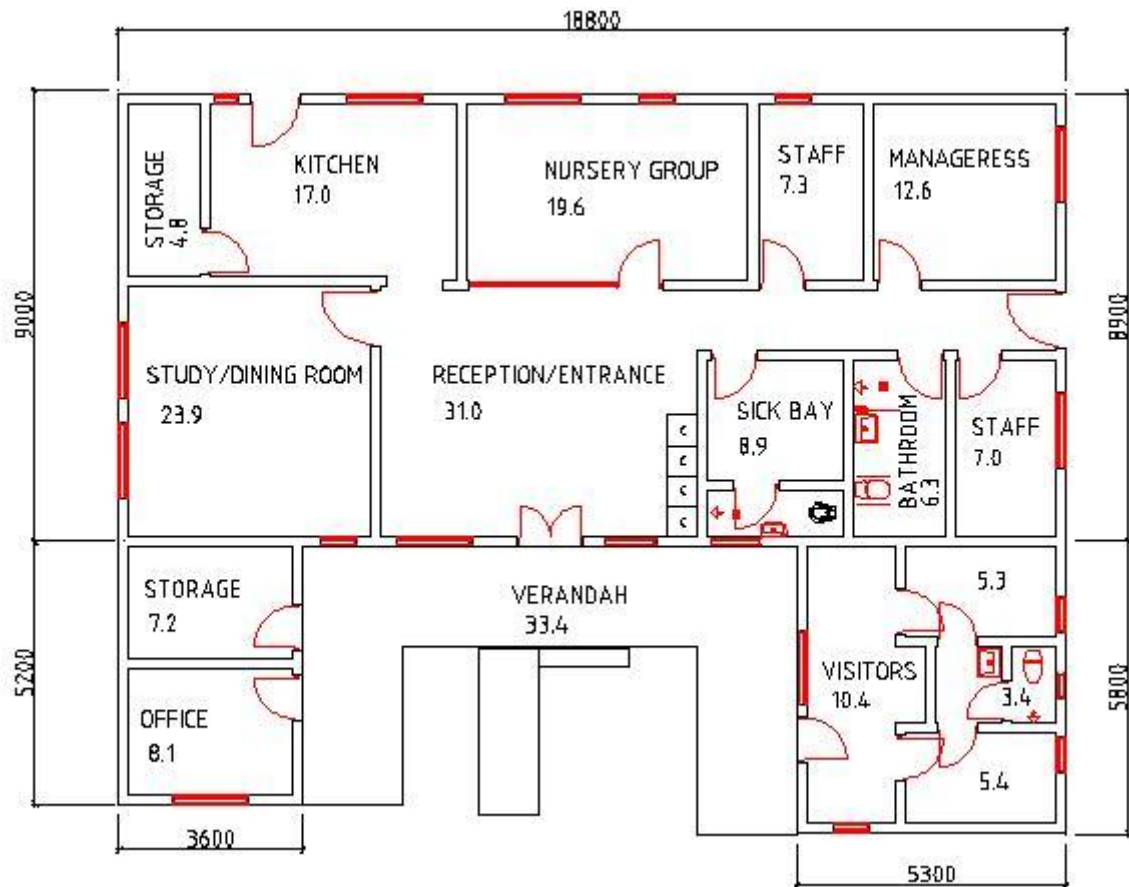 18800
STORAGE
4.8
KITCHEN
17.0
NURSERY GROUP
19.6
STAFF
7.3
MANAGERESS
12.6
9000
8900
STUDY/DINING ROOM
23.9
RECEPTION/ENTRANCE
31.0
C
C
C
C
SICK BAY
8.9
BATHROOM
6.3
STAFF
7.0
STORAGE
7.2
VERANDAH
33.4
5.3
5200
OFFICE
8.1
VISITORS
10.4
3.4
5800
5.4
3600
5300